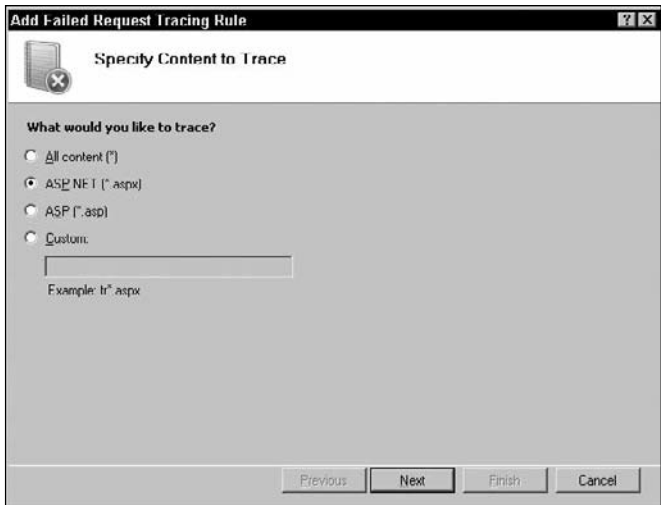 Add Failed Request Tracing Rule
Specify Content to Trace
What would you like to trace?
All content (*)
ASP.NET (*.aspx)
ASP (*.asp)
Custom:
Example: tr*.aspx
Previous Next Finish Cancel